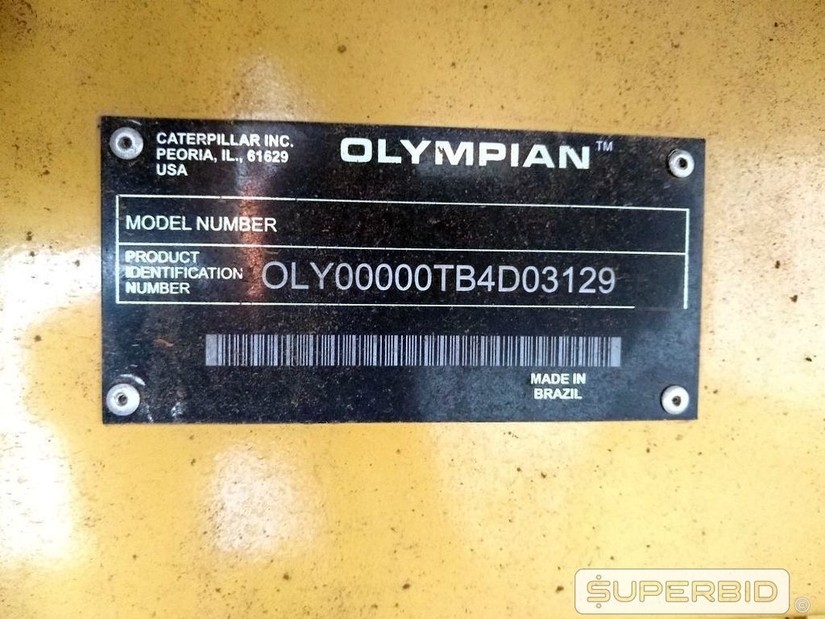 CATERPILLAR INC.
PEORIA, IL., 61629
USA
OLYMPIAN™
MODEL NUMBER
PRODUCT
IDENTIFICATION
NUMBER
OLY00000TB4D03129
MADE IN
BRAZIL
SUPERBID